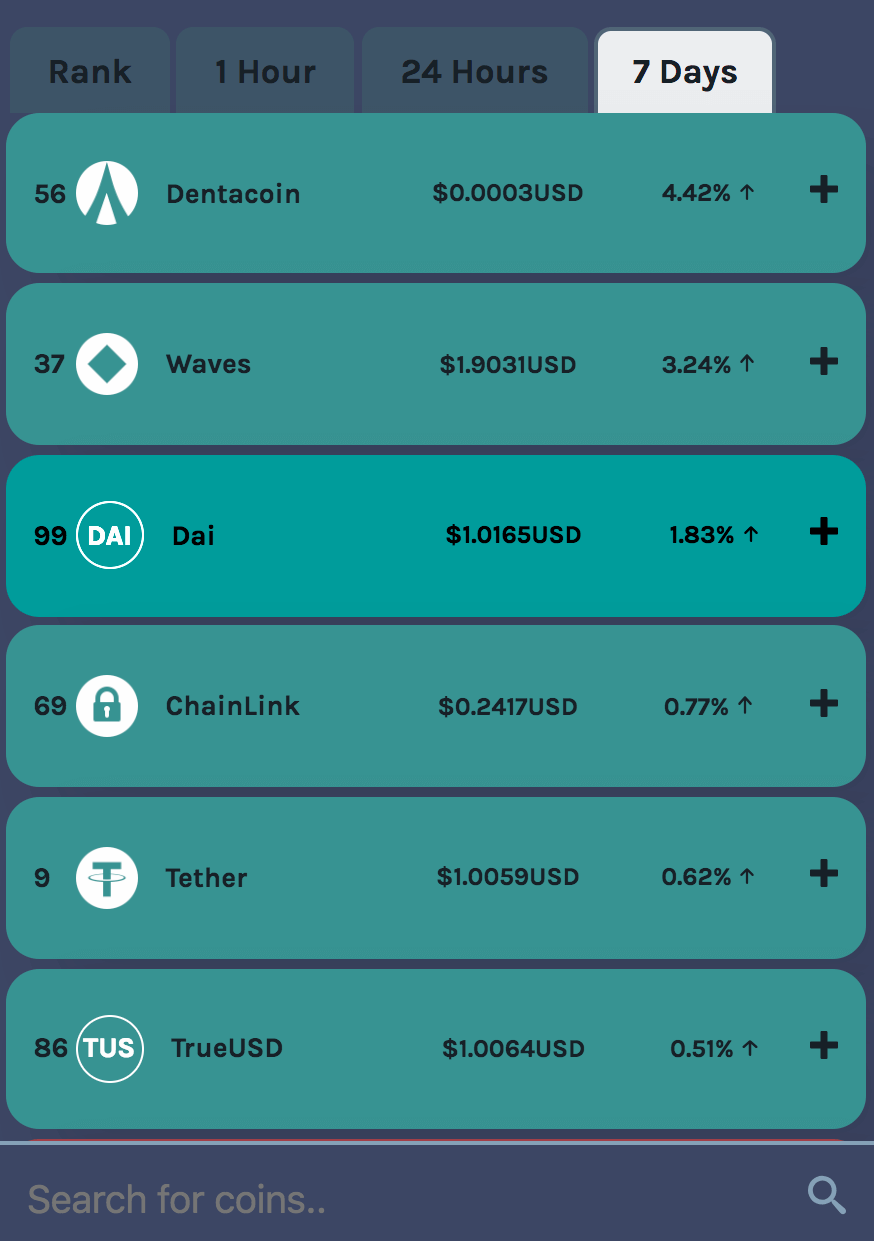 Rank 1 Hour 24 Hours 7 Days
56 Dentacoin $0.0003USD 4.42% ↑ +
37 Waves $1.9031USD 3.24% ↑ +
99 DAI Dai $1.0165USD 1.83% ↑ +
69 ChainLink $0.2417USD 0.77% ↑ +
9 Tether $1.0059USD 0.62% ↑ +
86 TUS TrueUSD $1.0064USD 0.51% ↑ +
Search for coins..